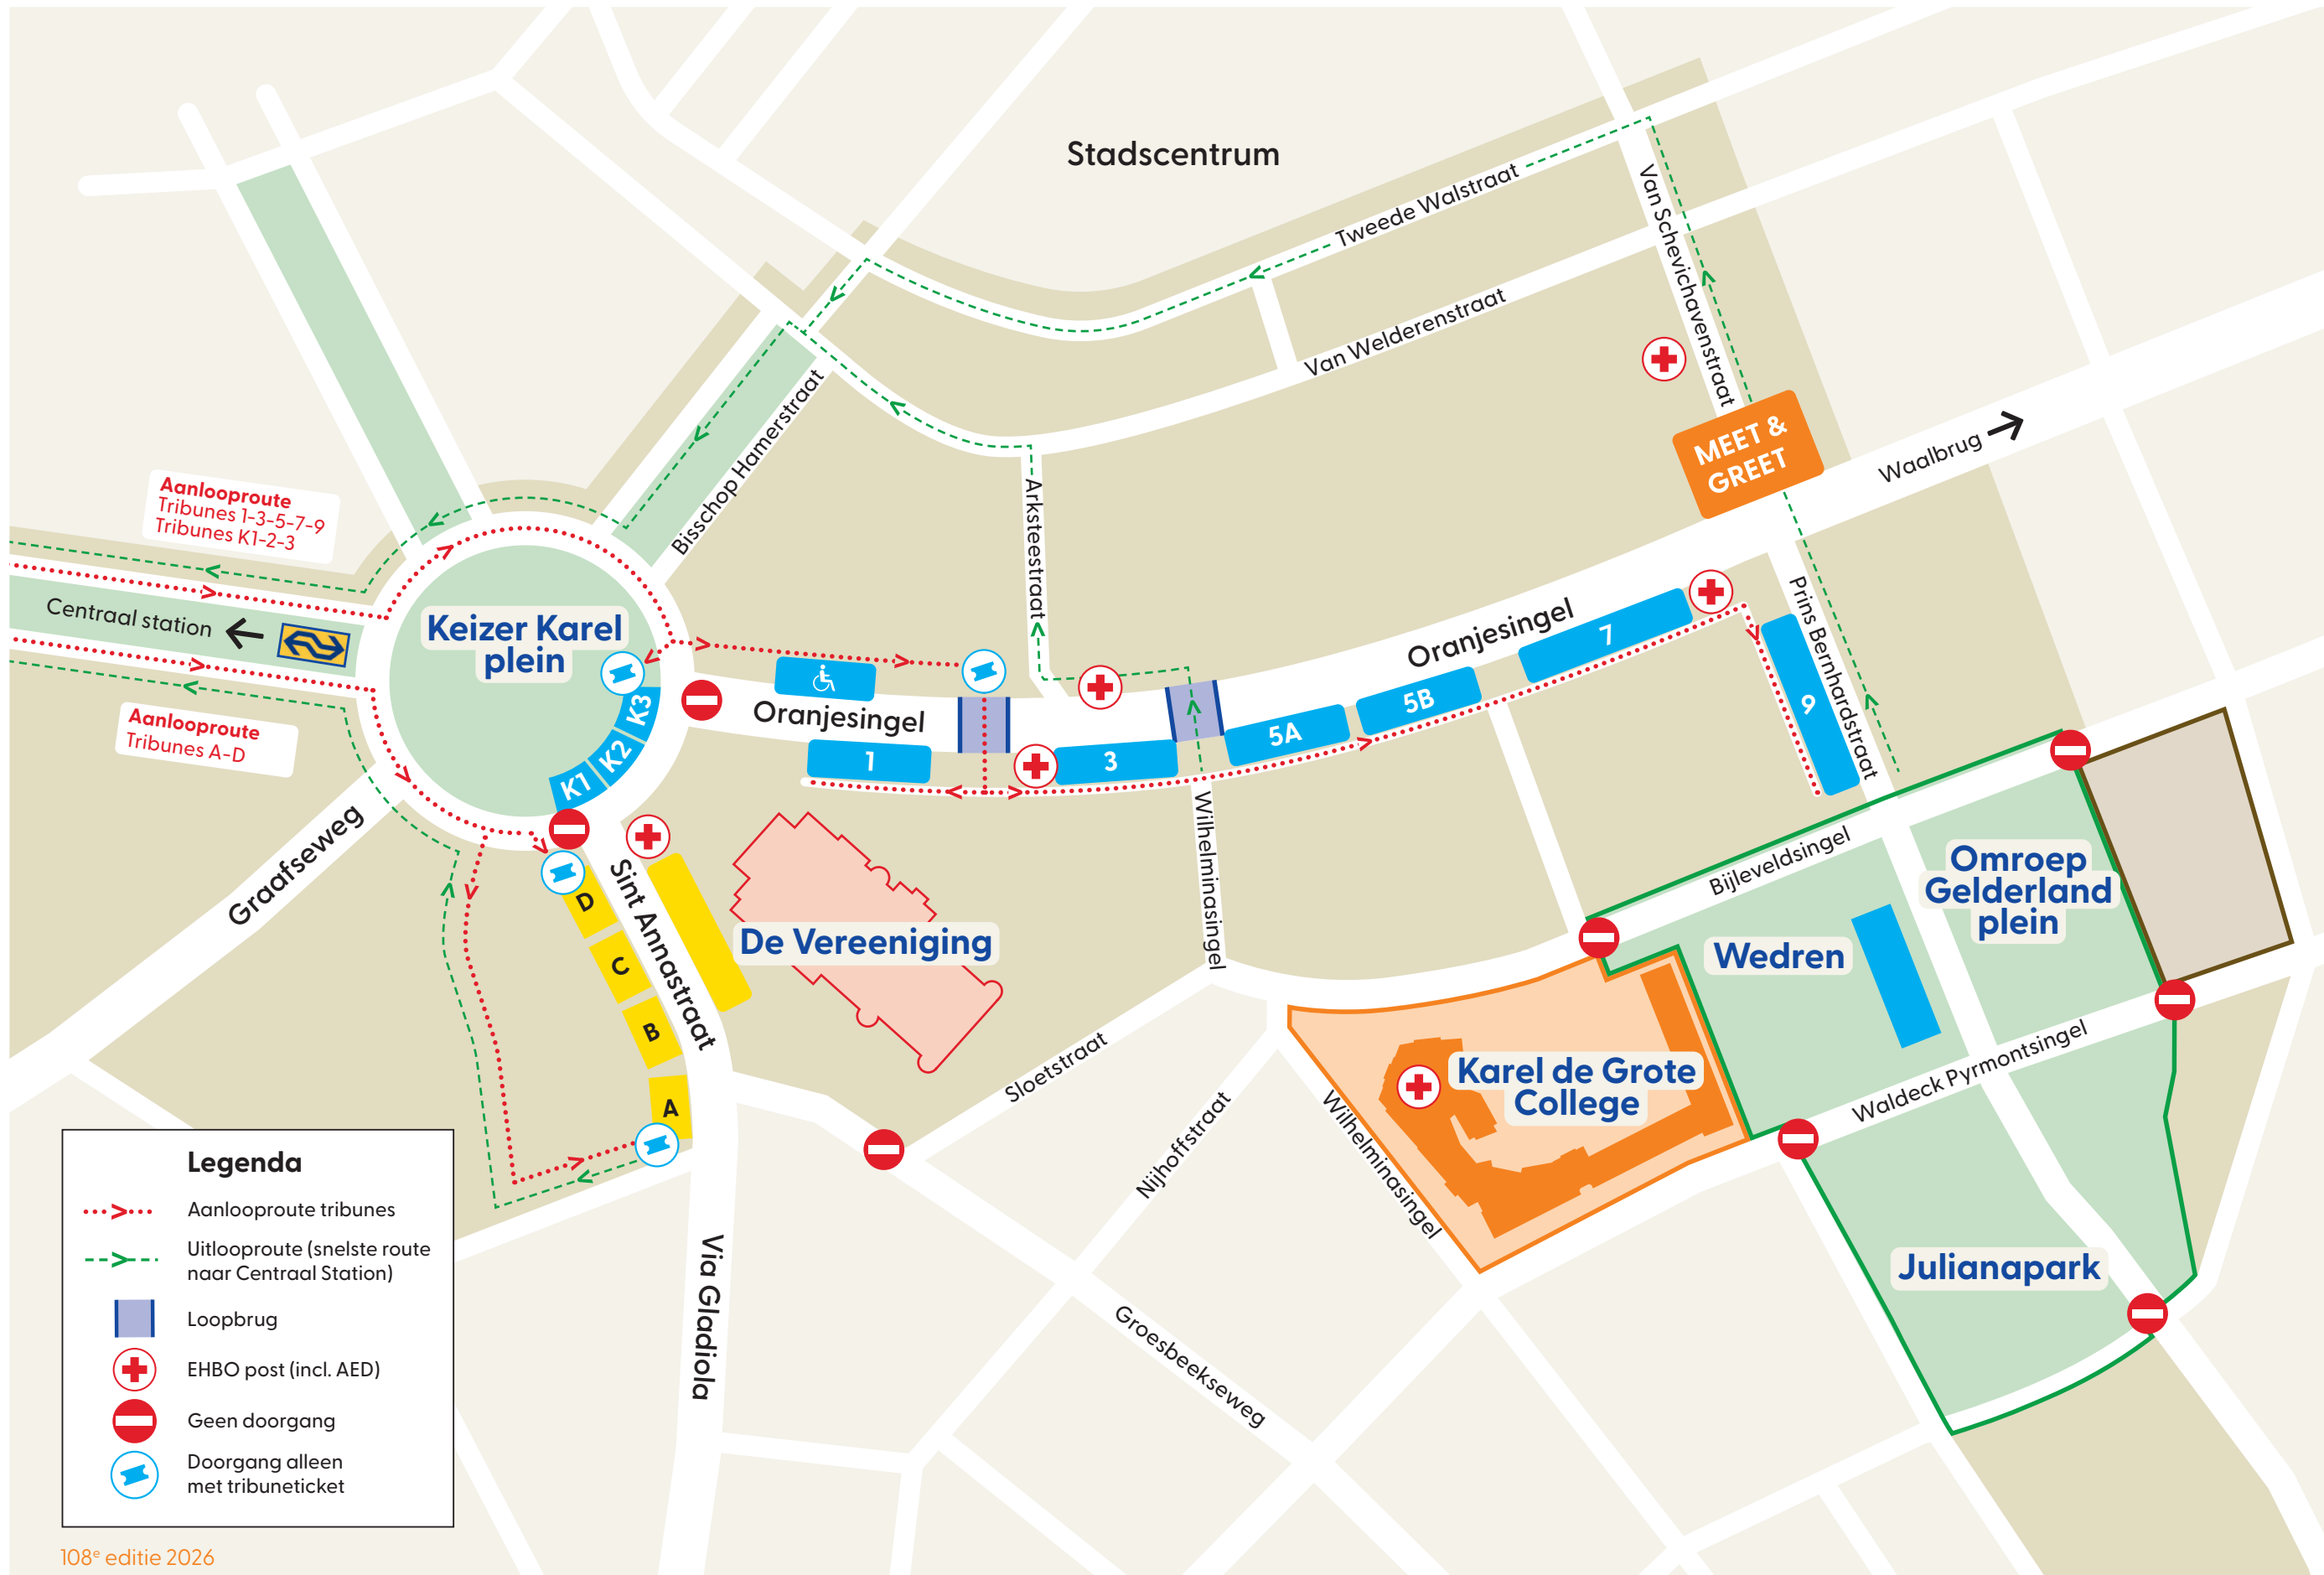 Stadscentrum
Tweede Walstraat
Van Schevichavenstraat
Van Welderenstraat
MEET &
GREET
Waalbrug
Bisschop Hamerstraat
Arksteestraat
Aanlooproute
Tribunes 1-3-5-7-9
Tribunes K1-2-3
Centraal station
Keizer Karel
plein
Aanlooproute
Tribunes A-D
K3
K2
K1
Oranjesingel
Oranjesingel
1
3
5A
5B
7
9
Prins Bernhardstraat
Graafseweg
Sint Annastraat
D
C
B
A
De Vereeniging
Wilhelminasingel
Bijleveldsingel
Omroep
Gelderland
plein
Wedren
Karel de Grote
College
Waldeck Pyrmontsingel
Sloetstraat
Nijhoffstraat
Wilhelminasingel
Julianapark
Via Gladiola
Groesbeekseweg
Legenda
Aanlooproute tribunes
Uitlooproute (snelste route
naar Centraal Station)
Loopbrug
EHBO post (incl. AED)
Geen doorgang
Doorgang alleen
met tribuneticket
108e editie 2026